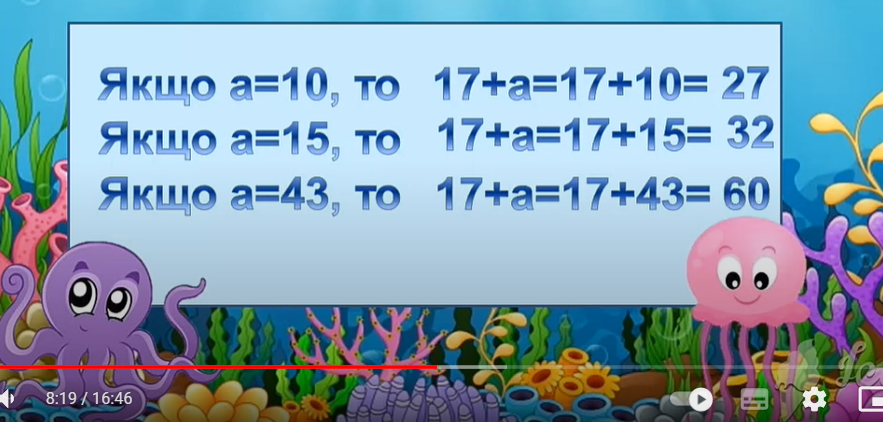 Якщо а=10, то 17+а=17+10= 27
Якщо а=15, то 17+а=17+15= 32
Якщо а=43, то 17+а=17+43= 60
8:19 / 16:46